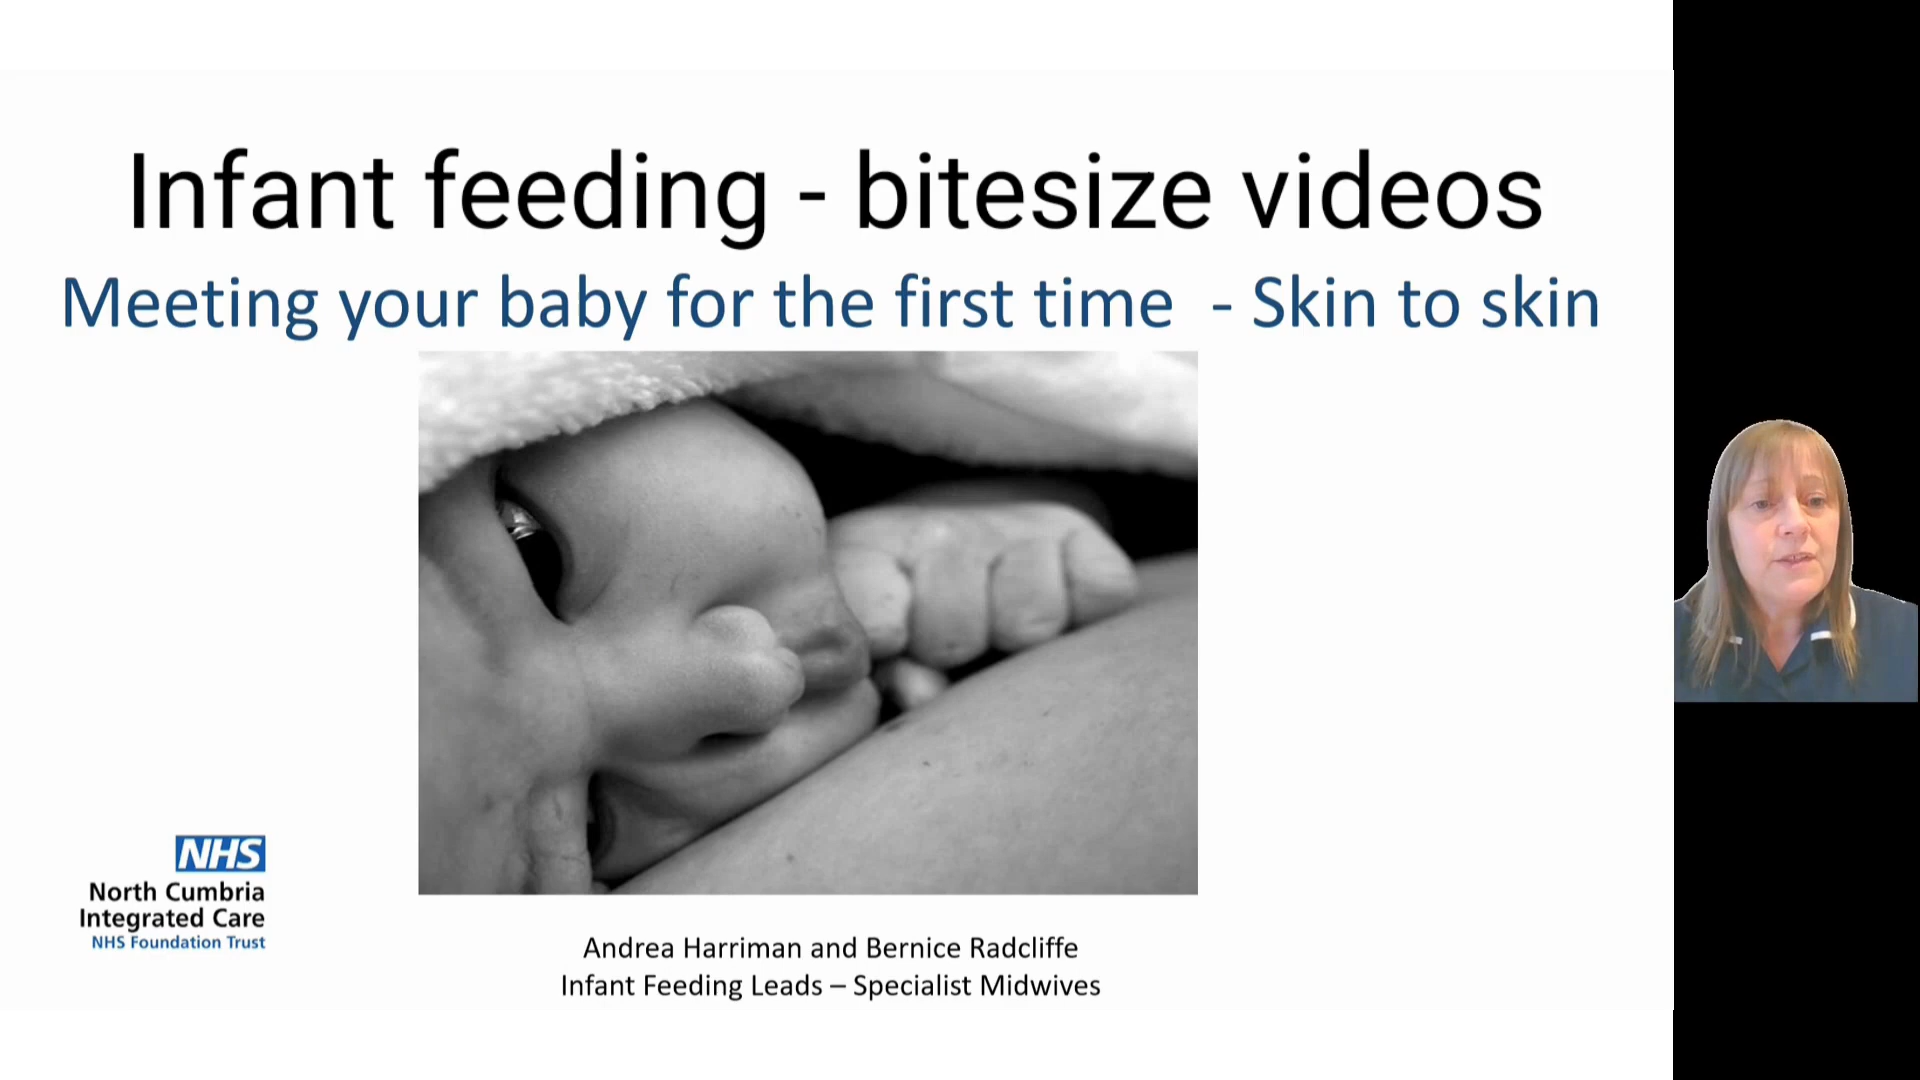 Infant feeding - bitesize videos
Meeting your baby for the first time - Skin to skin
NHS
North Cumbria
Integrated Care
NHS Foundation Trust
Andrea Harriman and Bernice Radcliffe
Infant Feeding Leads – Specialist Midwives